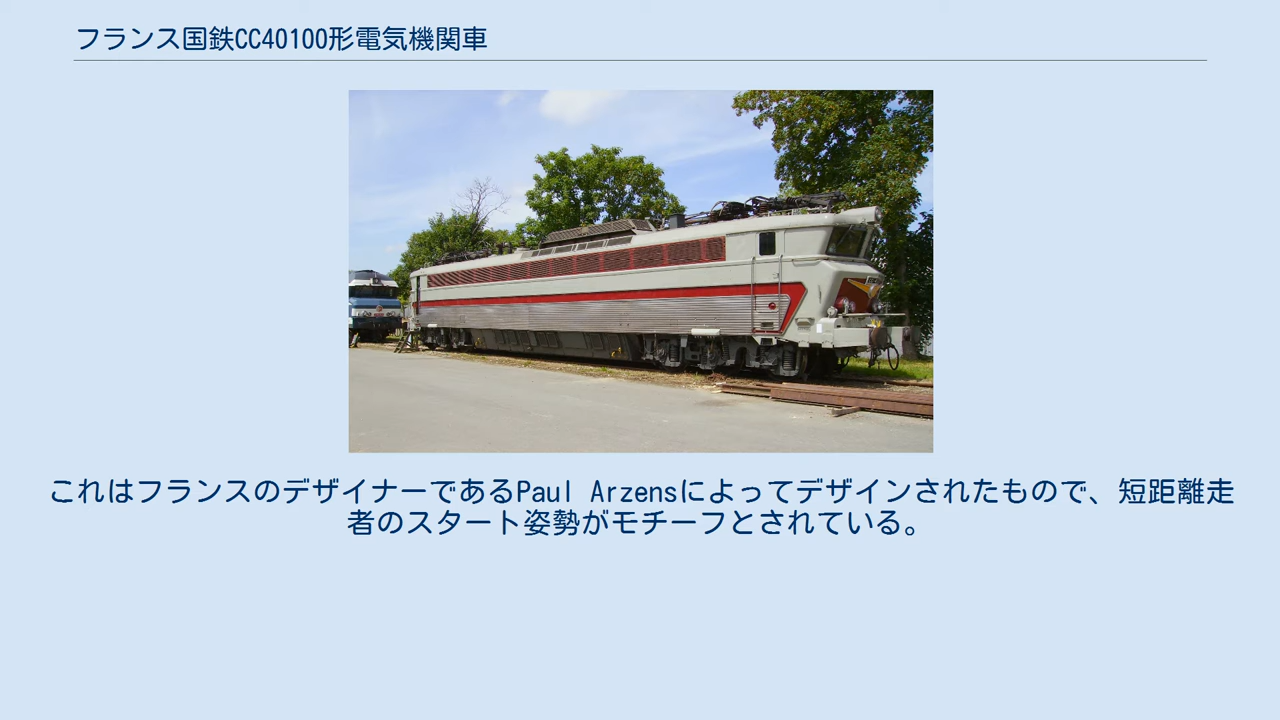 フランス国鉄CC40100形電気機関車
これはフランスのデザイナーであるPaul Arzensによってデザインされたもので、短距離走
者のスタート姿勢がモチーフとされている。